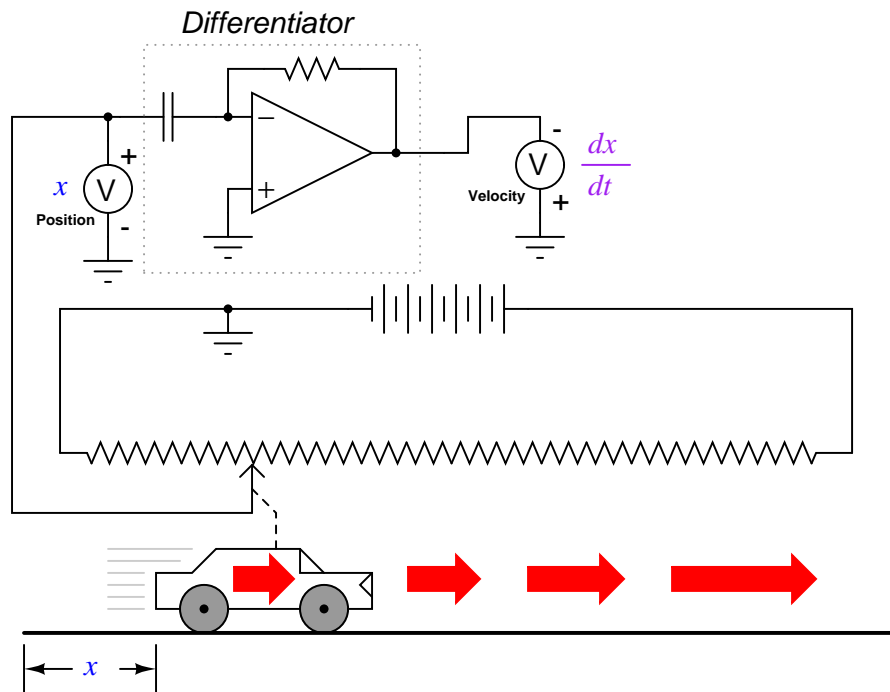 Differentiator
−
+
+
x
V
Position
-
-
V
Velocity
+
dx
dt
x